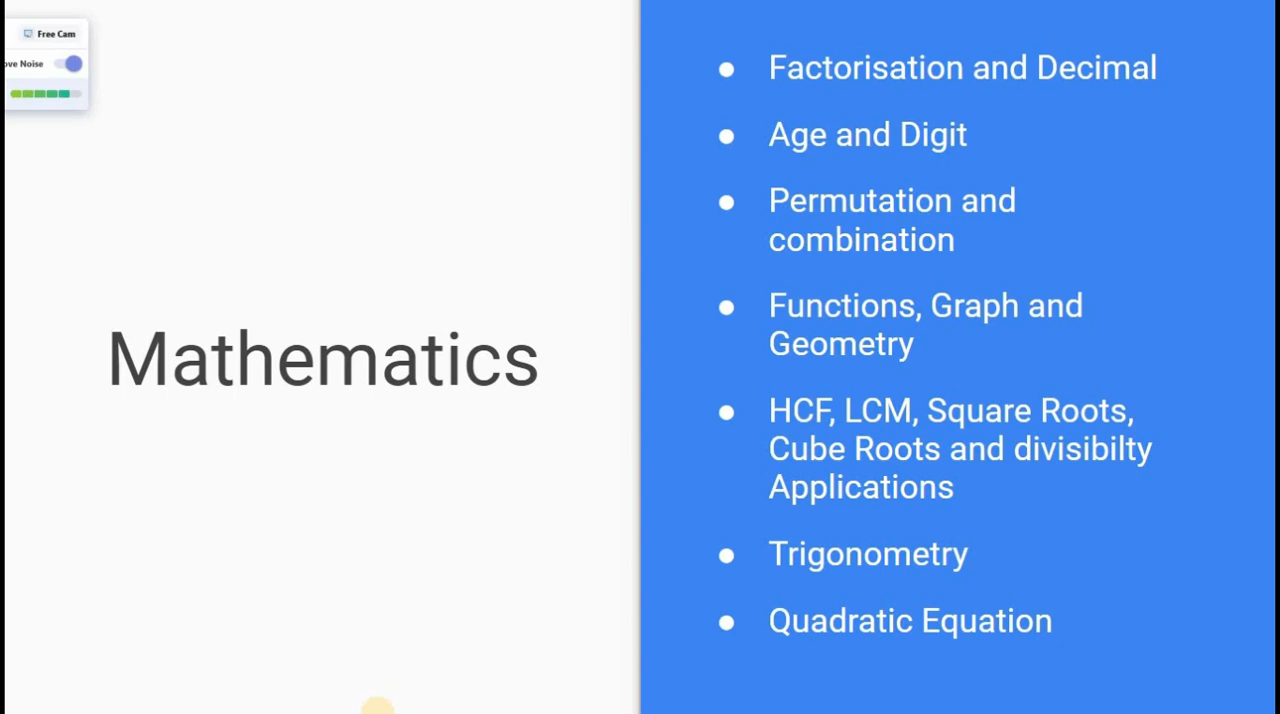 Free Cam
ove Noise
Mathematics
Factorisation and Decimal
Age and Digit
Permutation and
combination
Functions, Graph and
Geometry
HCF, LCM, Square Roots,
Cube Roots and divisibilty
Applications
Trigonometry
Quadratic Equation